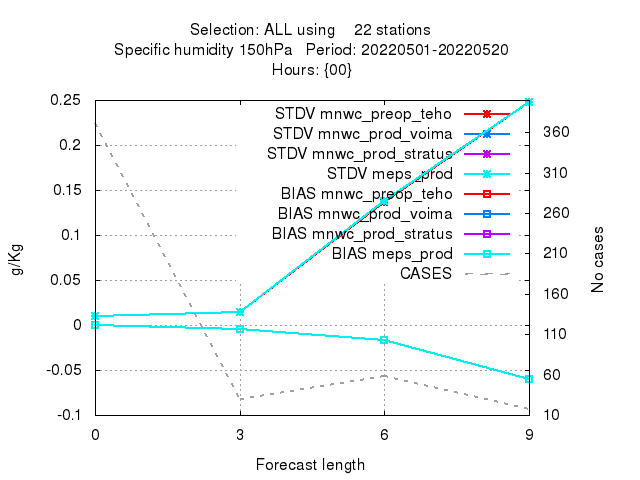 Selection: ALL using 22 stations
Specific humidity 150hPa Period: 20220501-20220520
Hours: {00}
0.25
0.2
0.15
0.1
0.05
0
-0.05
-0.1
g/Kg
STDV mnwc_preop_teho
STDV mnwc_prod_voima
STDV mnwc_prod_stratus
STDV meps_prod
BIAS mnwc_preop_teho
BIAS mnwc_prod_voima
BIAS mnwc_prod_stratus
BIAS meps_prod
CASES
360
310
260
210
160
110
60
10
No cases
0 3 6 9
Forecast length